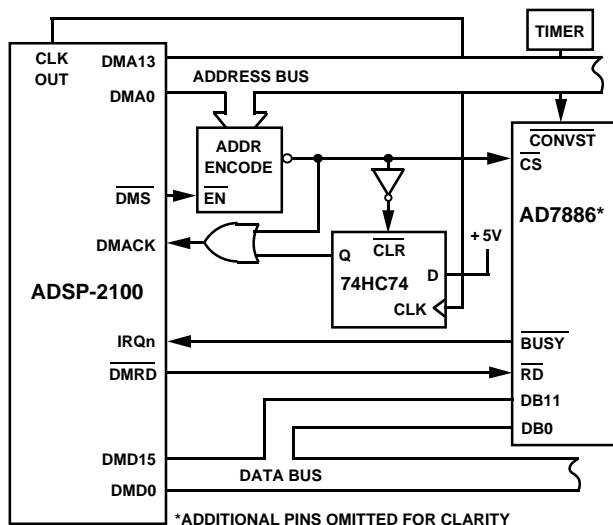 TIMER
CLK
OUT
DMA13
ADDRESS BUS
DMA0
CONVST
CS
ADDR
ENCODE
EN
DMS
AD7886*
+5V
DMACK
Q
CLR
D
74HC74
CLK
ADSP-2100
IRQn
BUSY
DMRD
RD
DB11
DB0
DMD15
DATA BUS
DMD0
*ADDITIONAL PINS OMITTED FOR CLARITY